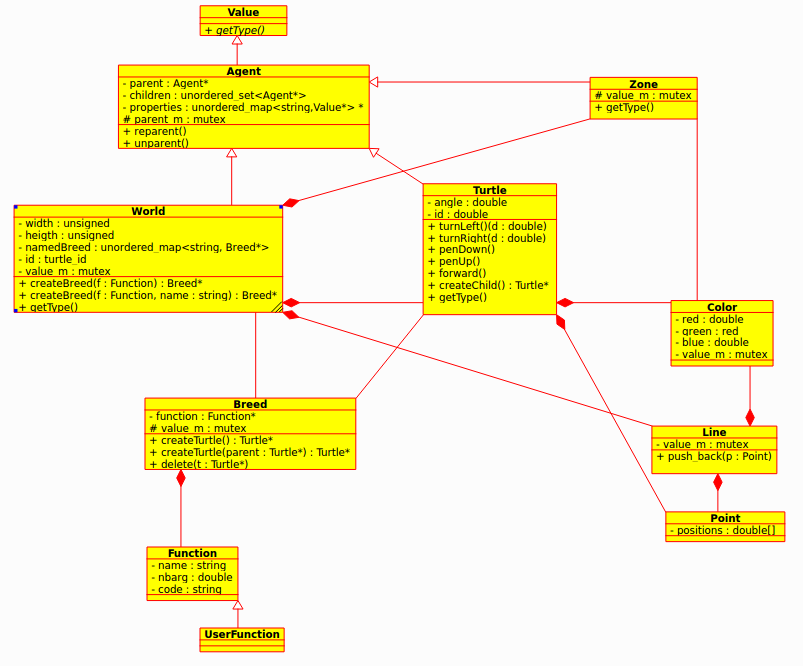 Value
+ getType()
Agent
- parent : Agent*
- children : unordered_set<Agent*>
- properties : unordered_map<string,Value*> *
# parent_m : mutex
+ reparent()
+ unparent()
Zone
# value_m : mutex
+ getType()
World
- width : unsigned
- heigth : unsigned
- namedBreed : unordered_map<string, Breed*>
- id : turtle_id
- value_m : mutex
+ createBreed(f : Function) : Breed*
+ createBreed(f : Function, name : string) : Breed*
+ getType()
Turtle
- angle : double
- id : double
+ turnLeft()(d : double)
+ turnRight(d : double)
+ penDown()
+ penUp()
+ forward()
+ createChild() : Turtle*
+ getType()
Color
- red : double
- green : red
- blue : double
- value_m : mutex
Breed
- function : Function*
# value_m : mutex
+ createTurtle() : Turtle*
+ createTurtle(parent : Turtle*) : Turtle*
+ delete(t : Turtle*)
Line
- value_m : mutex
+ push_back(p : Point)
Point
- positions : double[]
Function
- name : string
- nbarg : double
- code : string
UserFunction